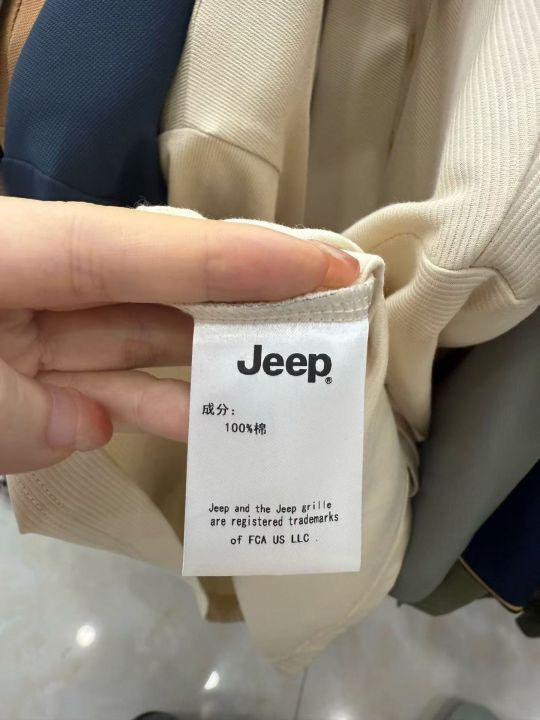 Jeep®
成分:
100%棉
Jeep and the Jeep grille
are registered trademarks
of FCA US LLC .